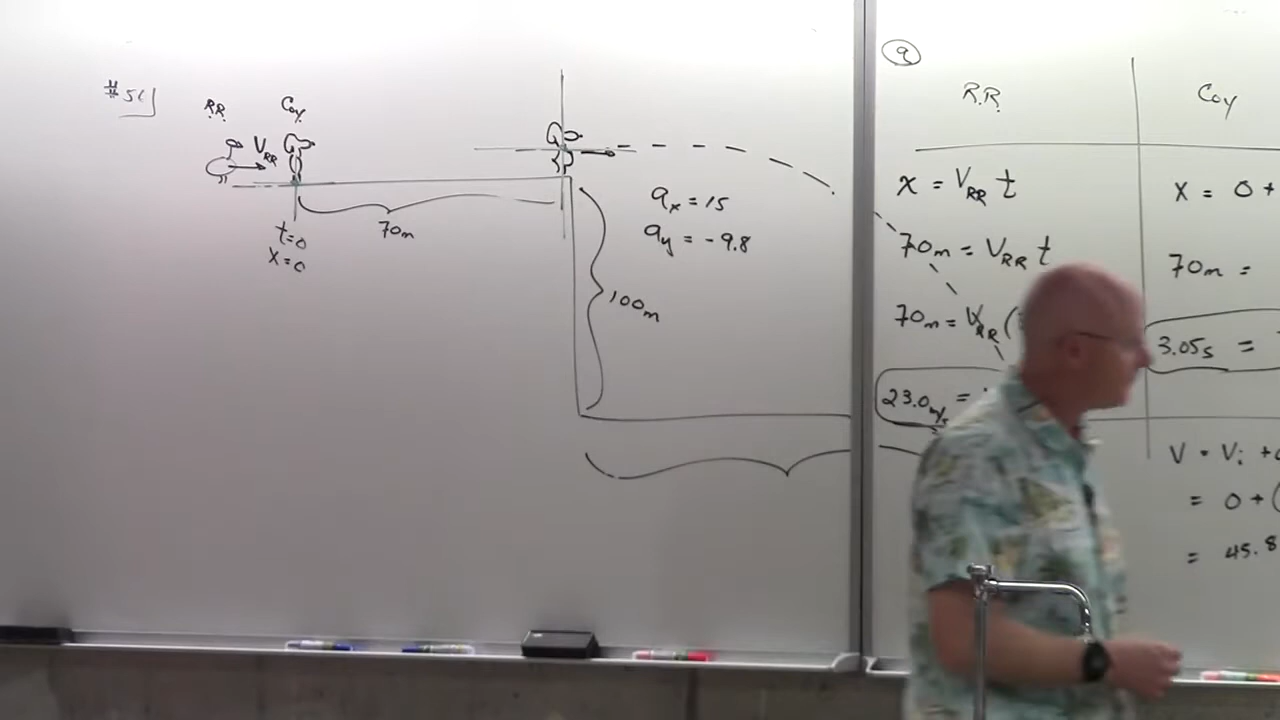 #51
RR
Coy
V_RR
t=0
x=0
70m
a_x = 15
a_y = -9.8
100m
a
R.R
x = V_RR t
70m = V_RR t
70m = V_RR (
23.0 m/s =
Coy
x = 0 +
70m =
3.05s =
V = V_i +
= 0 + (
= 45.8